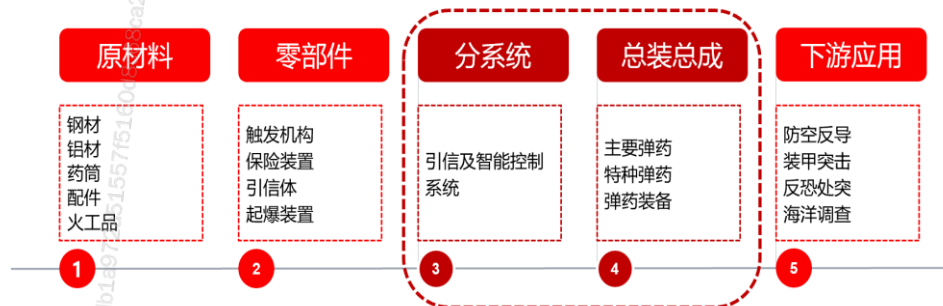 原材料
零部件
分系统
总装总成
下游应用
钢材
铝材
药筒
配件
火工品
触发机构
保险装置
引信体
起爆装置
引信及智能控制
系统
主要弹药
特种弹药
弹药装备
防空反导
装甲突击
反恐处突
海洋调查
1
2
3
4
5